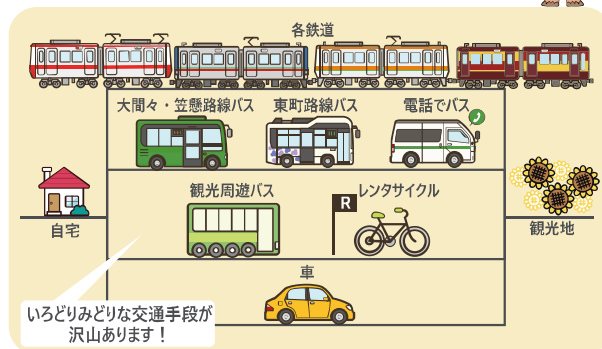 各鉄道
大間々・笠懸路線バス
東町路線バス
電話でバス
観光周遊バス
レンタサイクル
R
自宅
観光地
車
いろどりみどりな交通手段が
沢山あります！